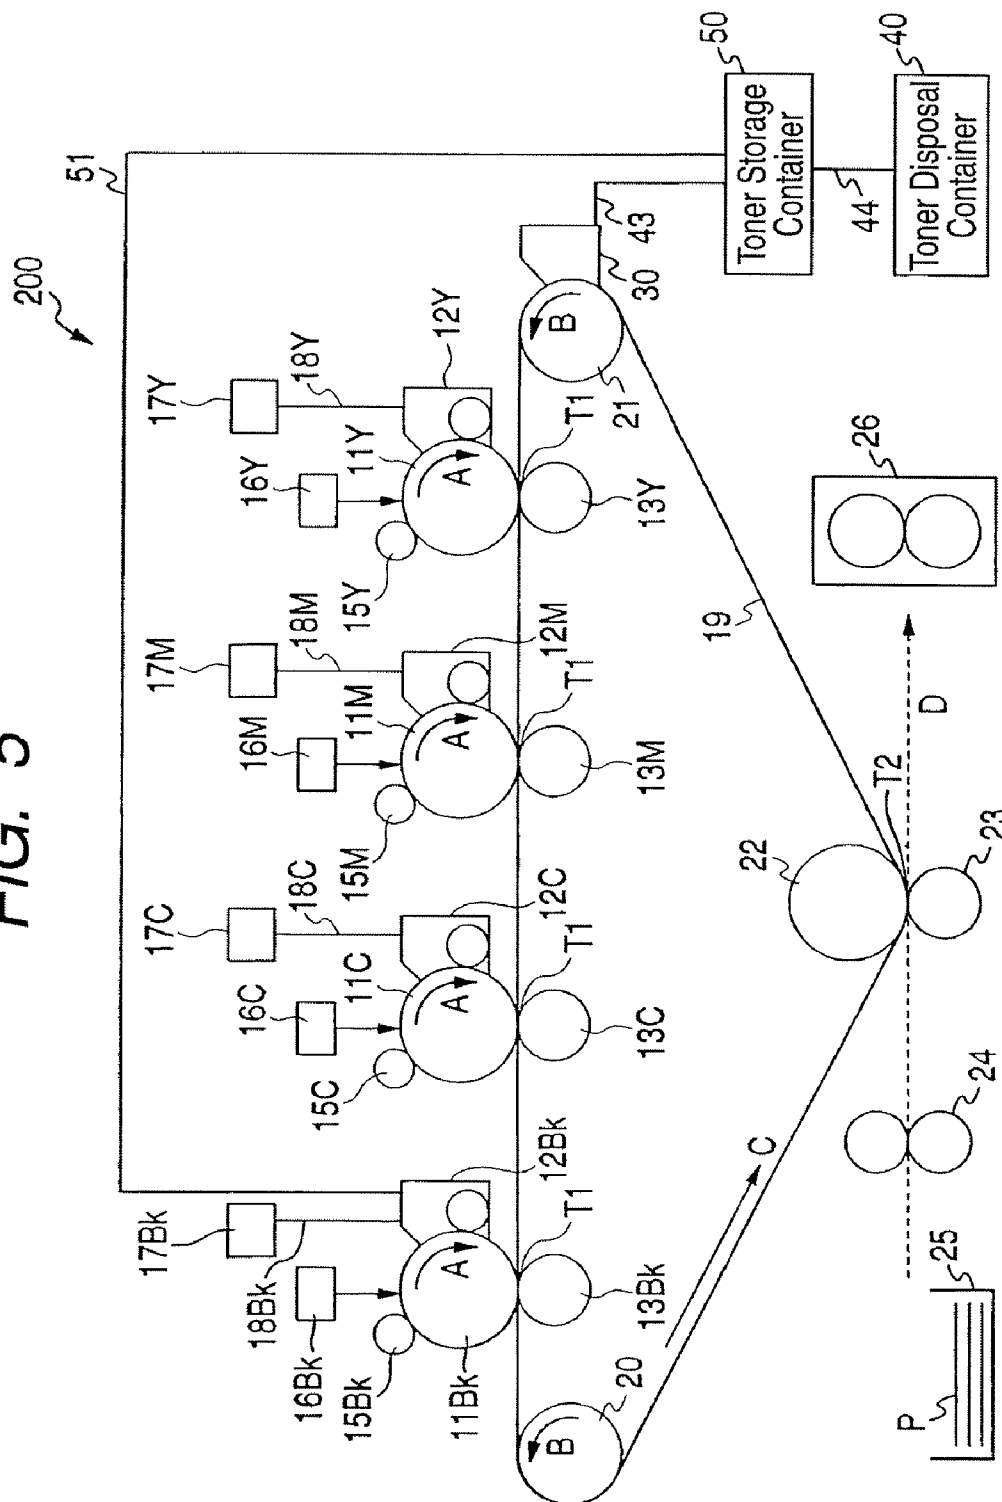 FIG. 5
200
51
50
Toner Storage
Container
40
Toner Disposal
Container
44
43
30
17Bk
18Bk
16Bk
15Bk
11Bk
12Bk
A
T1
13Bk
17C
18C
16C
15C
11C
12C
A
T1
13C
17M
18M
16M
15M
11M
12M
A
T1
13M
17Y
18Y
16Y
15Y
11Y
12Y
A
T1
13Y
B
20
B
21
C
19
22
T2
23
D
24
25
P
26